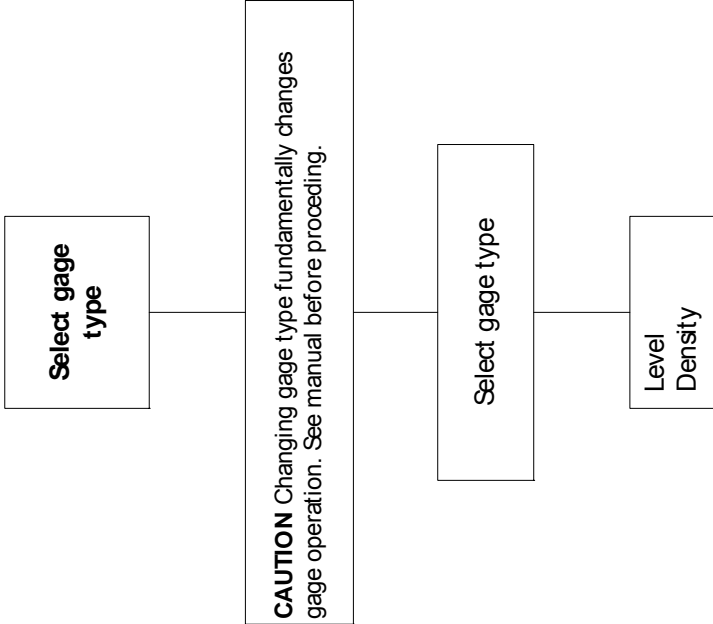 Select gage
type
CAUTION Changing gage type fundamentally changes
gage operation. See manual before proceding.
Select gage type
Level
Density